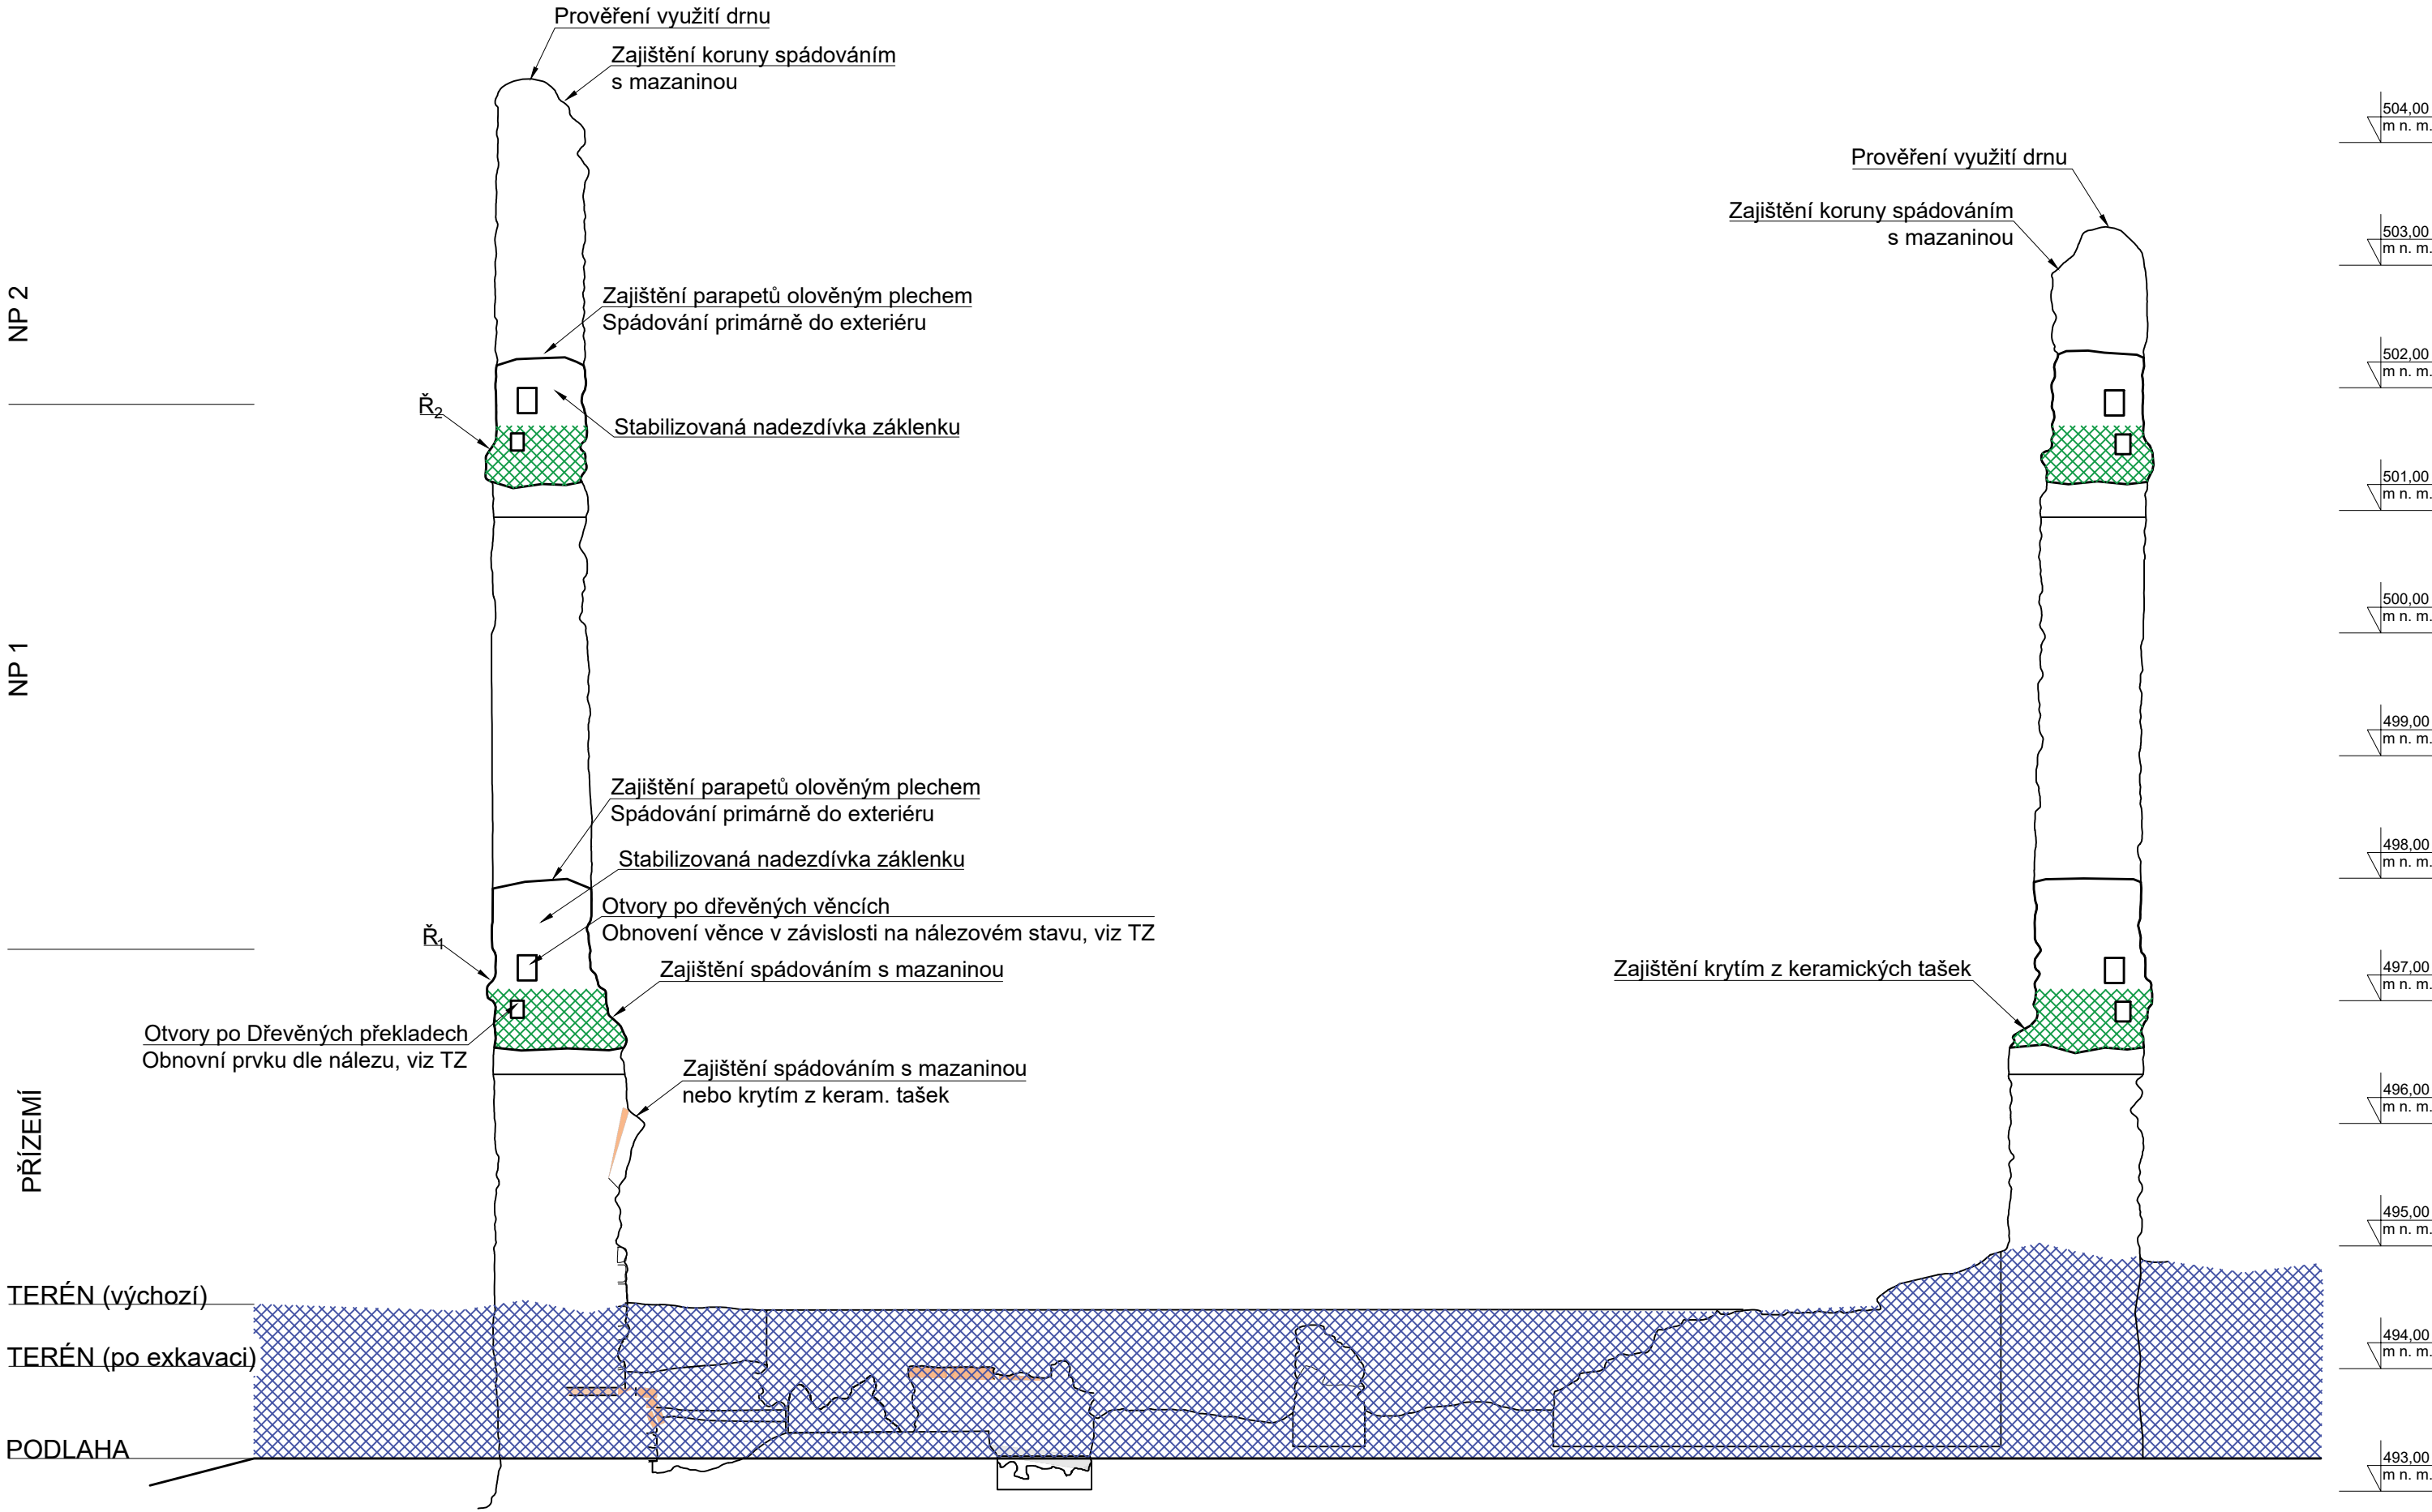 Prověření využití drnu
Zajištění koruny spádováním
s mazaninou
504,00
m n. m.
Prověření využití drnu
Zajištění koruny spádováním
s mazaninou
503,00
m n. m.
NP 2
Zajištění parapetů olověným plechem
Spádování primárně do exteriéru
502,00
m n. m.
Ř2
Stabilizovaná nadezdívka záklenku
501,00
m n. m.
500,00
m n. m.
NP 1
499,00
m n. m.
Zajištění parapetů olověným plechem
Spádování primárně do exteriéru
498,00
m n. m.
Stabilizovaná nadezdívka záklenku
Otvory po dřevěných věncích
Obnovení věnce v závislosti na nálezovém stavu, viz TZ
Ř1
Zajištění spádováním s mazaninou
Zajištění krytím z keramických tašek
497,00
m n. m.
Otvory po Dřevěných překladech
Obnovní prvku dle nálezu, viz TZ
Zajištění spádováním s mazaninou
nebo krytím z keram. tašek
496,00
m n. m.
PŘÍZEMÍ
495,00
m n. m.
TERÉN (výchozí)
494,00
m n. m.
TERÉN (po exkavaci)
PODLAHA
493,00
m n. m.